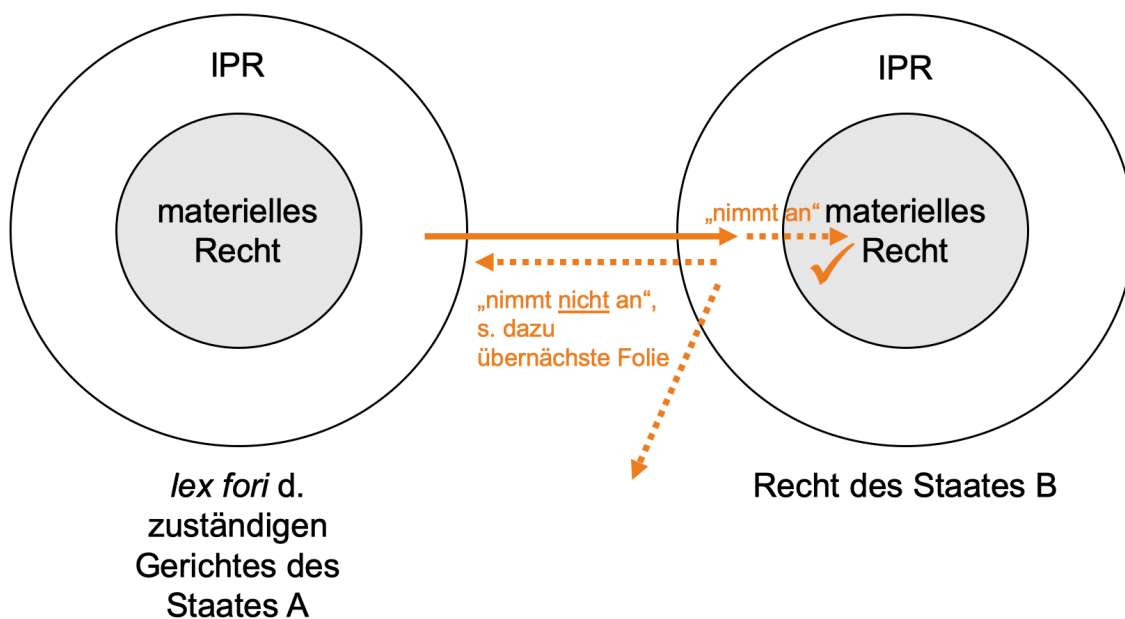 IPR
materielles
Recht
lex fori d.
zuständigen
Gerichtes des
Staates A
„nimmt nicht an“,
s. dazu
übernächste Folie
IPR
„nimmt an“
materielles
Recht
Recht des Staates B